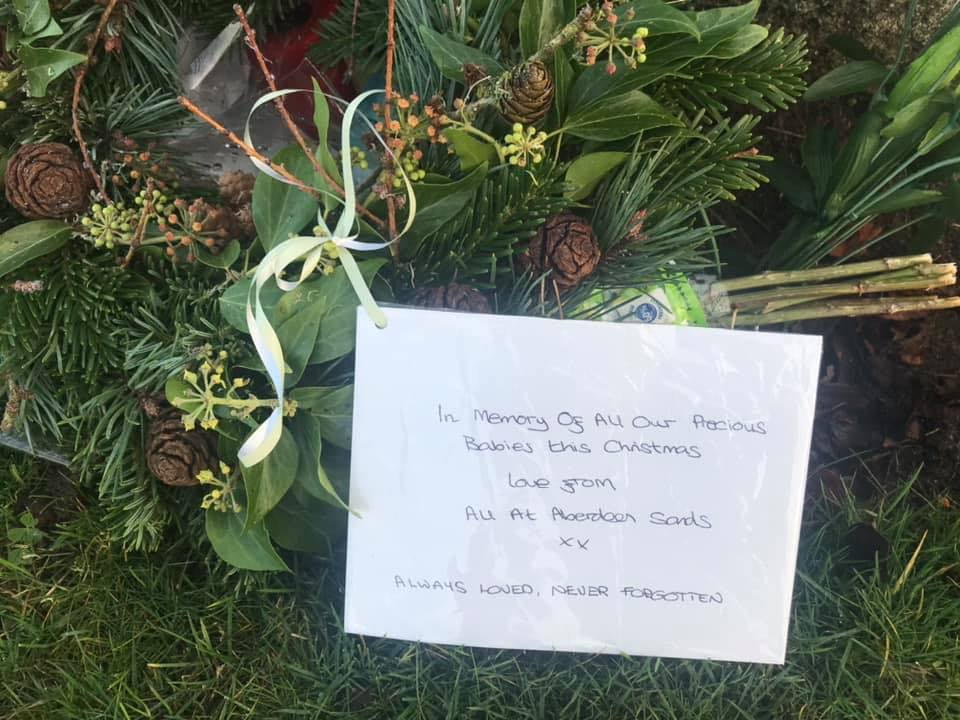 In Memory Of All Our Precious
Babies this Christmas
Love from
All At Aberdeen Sands
xx
ALWAYS LOVED, NEVER FORGOTTEN